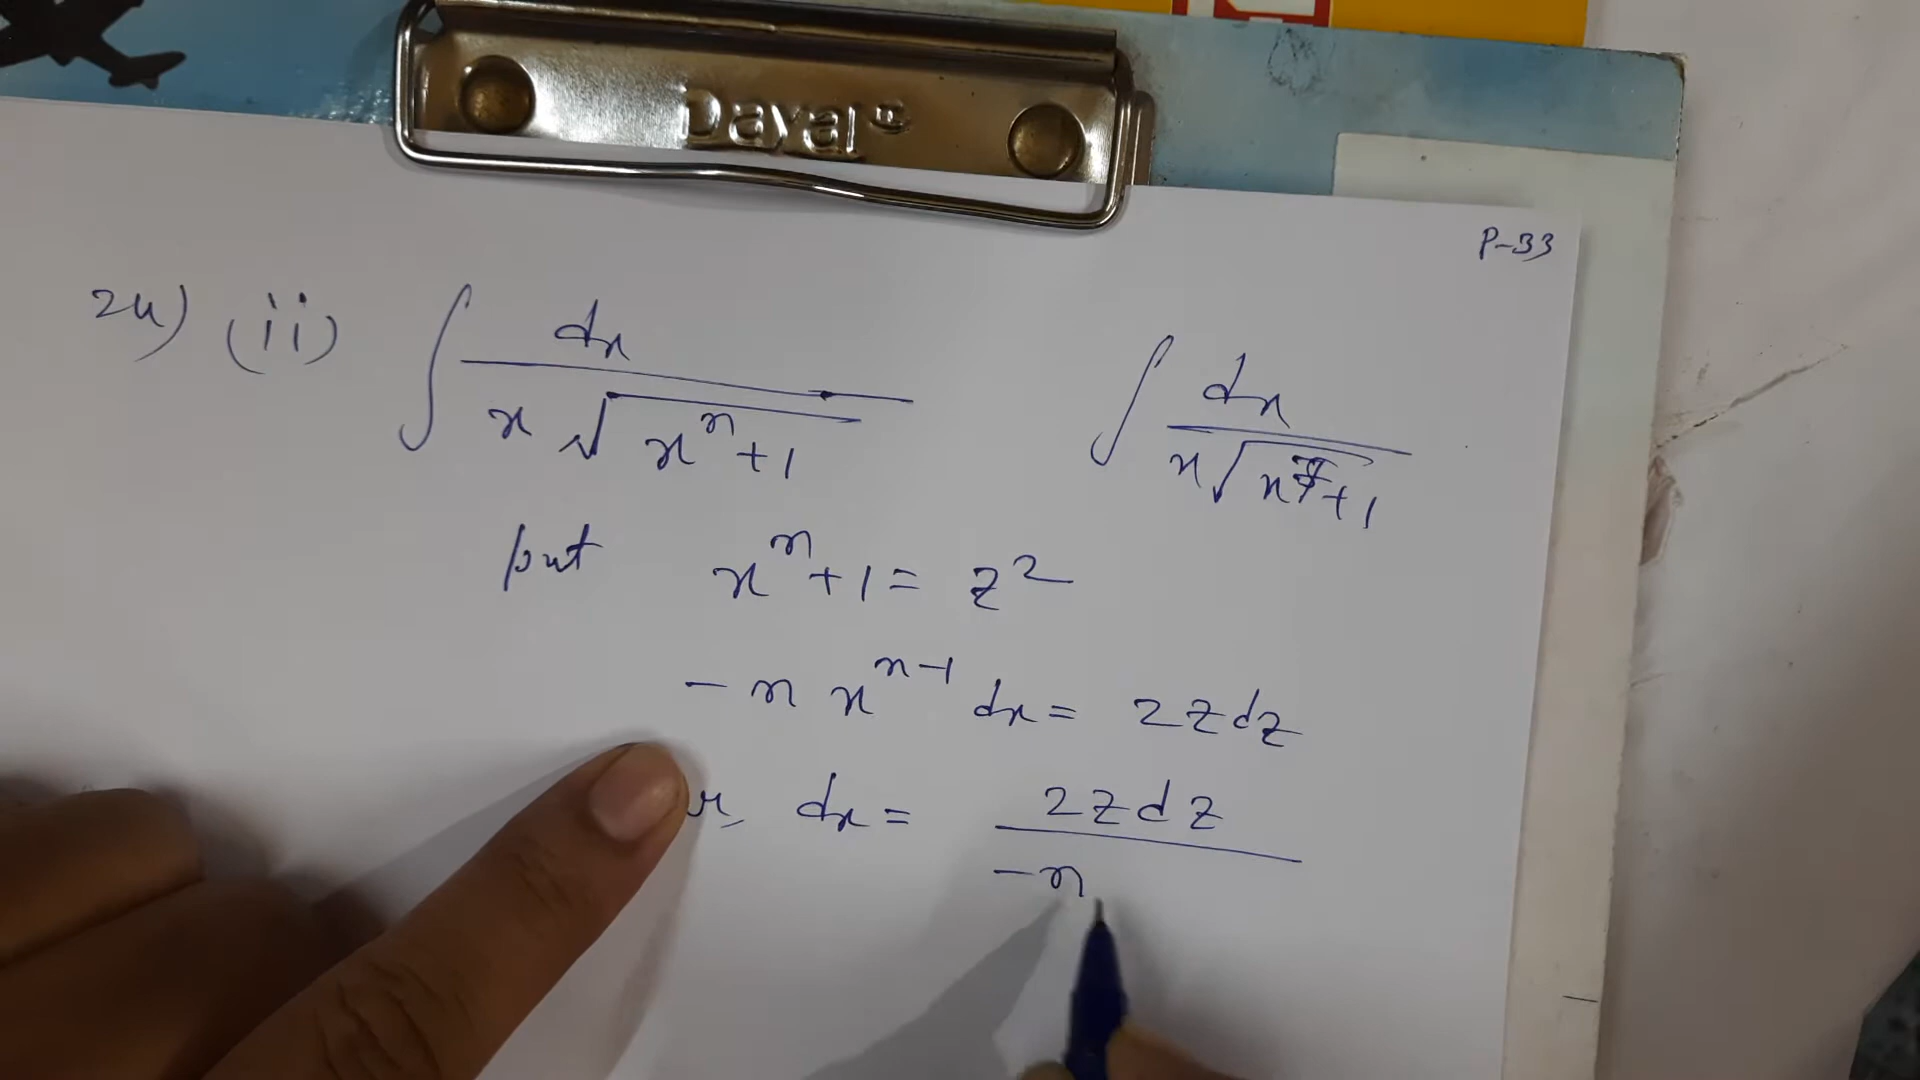 Dayal
P-33
24) (ii) ∫ dx / x √(x^n + 1)
∫ dx / x √(x^7 + 1)
put x^n + 1 = z^2
- n x^(n-1) dx = 2z dz
dx = 2z dz / -n